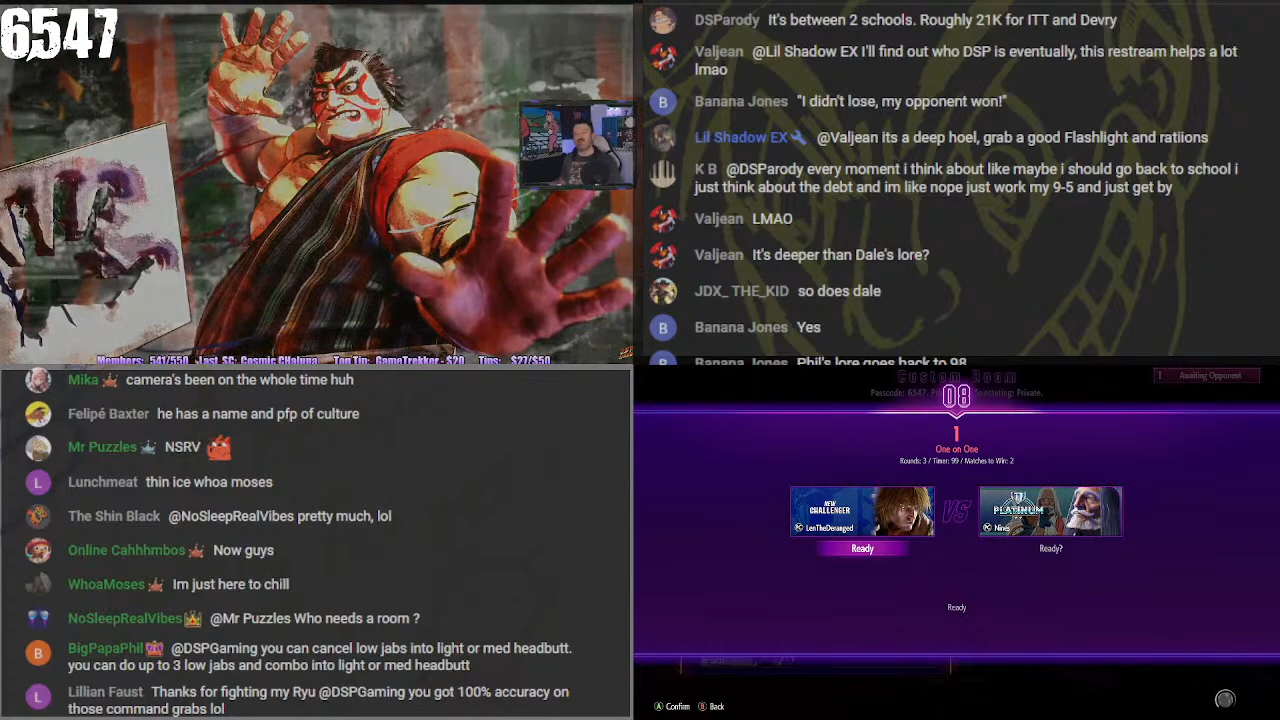 6547
Members: 541/550 Last SC: Cosmic CHalupa Top Tip: GameTrekker - $20 Tips: $27/$50
DSParody It's between 2 schools. Roughly 21K for ITT and Devry
Valjean @Lil Shadow EX I'll find out who DSP is eventually, this restream helps a lot
lmao
B Banana Jones "I didn't lose, my opponent won!"
Lil Shadow EX @Valjean its a deep hoel, grab a good Flashlight and ratiions
K B @DSParody every moment i think about like maybe i should go back to school i
just think about the debt and im like nope just work my 9-5 and just get by
Valjean LMAO
Valjean It's deeper than Dale's lore?
JDX_ THE_KID so does dale
B Banana Jones Yes
Banana Jones Phil's lore goes back to 98
Mika camera's been on the whole time huh
Felipé Baxter he has a name and pfp of culture
Mr Puzzles NSRV
L Lunchmeat thin ice whoa moses
The Shin Black @NoSleepRealVibes pretty much, lol
Online Cahhhmbos Now guys
WhoaMoses Im just here to chill
NoSleepRealVibes @Mr Puzzles Who needs a room ?
B BigPapaPhil @DSPGaming you can cancel low jabs into light or med headbutt.
you can do up to 3 low jabs and combo into light or med headbutt
L Lillian Faust Thanks for fighting my Ryu @DSPGaming you got 100% accuracy on
those command grabs lol
Custom Room
Awaiting Opponent
Passcode: 6547, Spectating: Private.
08
1
One on One
Rounds: 3 / Timer: 99 / Matches to Win: 2
NEW
CHALLENGER
LenTheDeranged
VS
PLATINUM
Nines
Ready
Ready?
Ready
A Confirm B Back